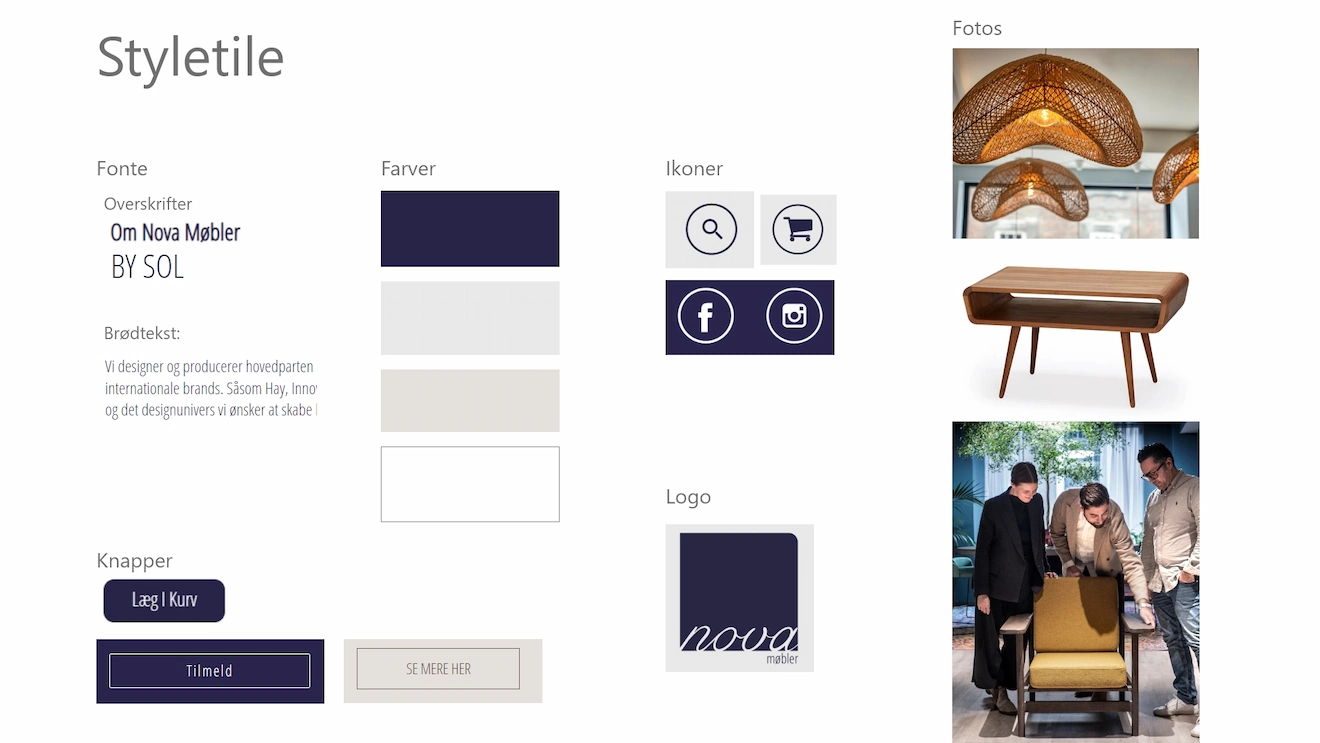 Styletile
Fonte
Overskrifter
Om Nova Møbler
BY SOL
Brødtekst:
Vi designer og producerer hovedparten
internationale brands. Såsom Hay,
og det designunivers vi ønsker at skabe
Knapper
Læg I Kurv
Tilmeld
SE MERE HER
Farver
Ikoner
Logo
nova
møbler
Fotos